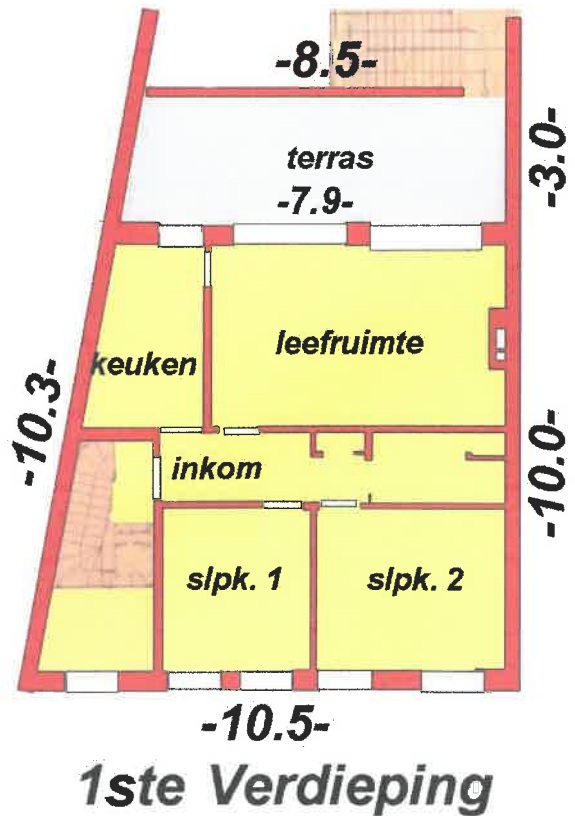 -8.5-
terras
-7.9-
-3.0-
keuken
leefruimte
-10.3-
-10.0-
inkom
slpk. 1
slpk. 2
-10.5-
1ste Verdieping